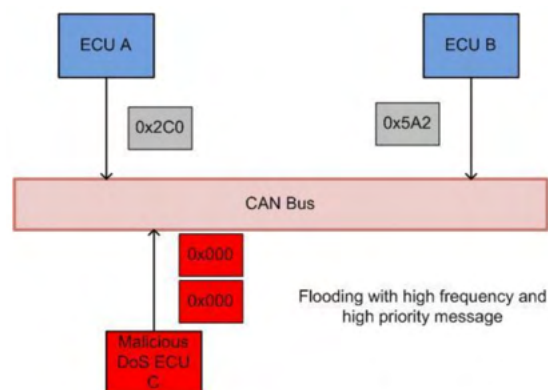 ECU A
ECU B
0x2C0
0x5A2
CAN Bus
0x000
0x000
Flooding with high frequency and
high priority message
Malicious
DoS ECU
C